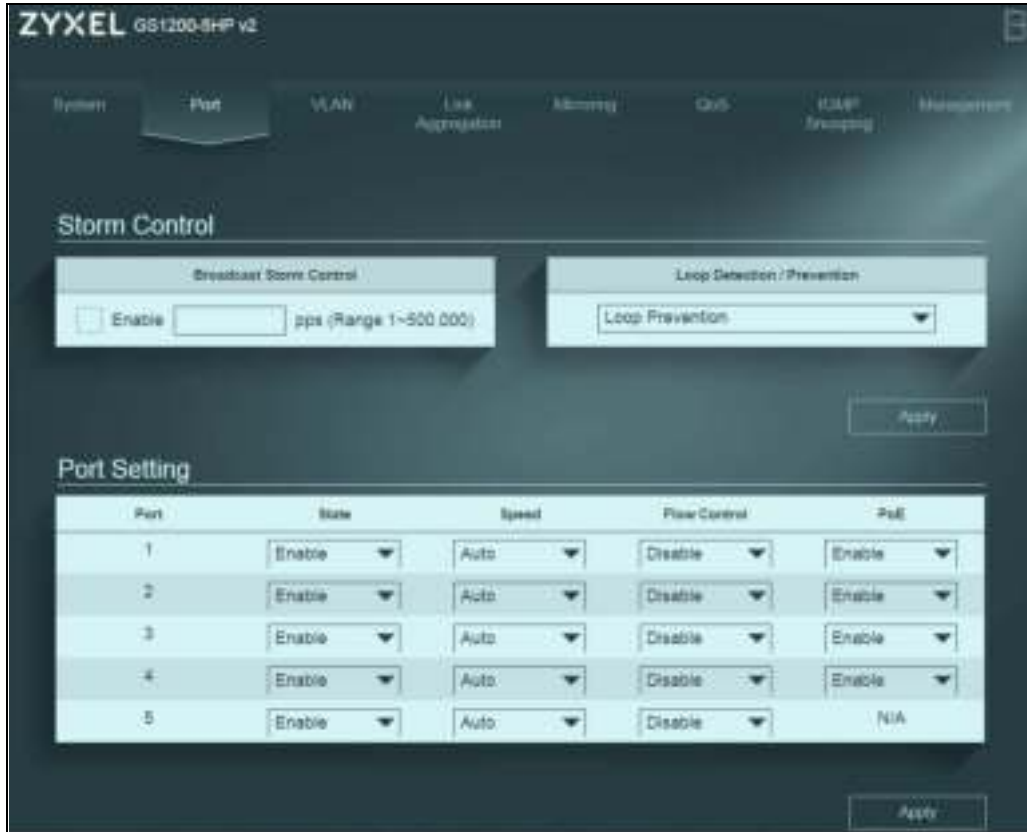 ZYXEL GS1200-5HP v2
System Port VLAN Link Aggregation Mirroring QoS IGMP Snooping Management
Storm Control
Broadcast Storm Control
Enable pps (Range 1~500,000)
Loop Detection / Prevention
Loop Prevention
Apply
Port Setting
Port State Speed Flow Control PoE
1 Enable Auto Disable Enable
2 Enable Auto Disable Enable
3 Enable Auto Disable Enable
4 Enable Auto Disable Enable
5 Enable Auto Disable N/A
Apply